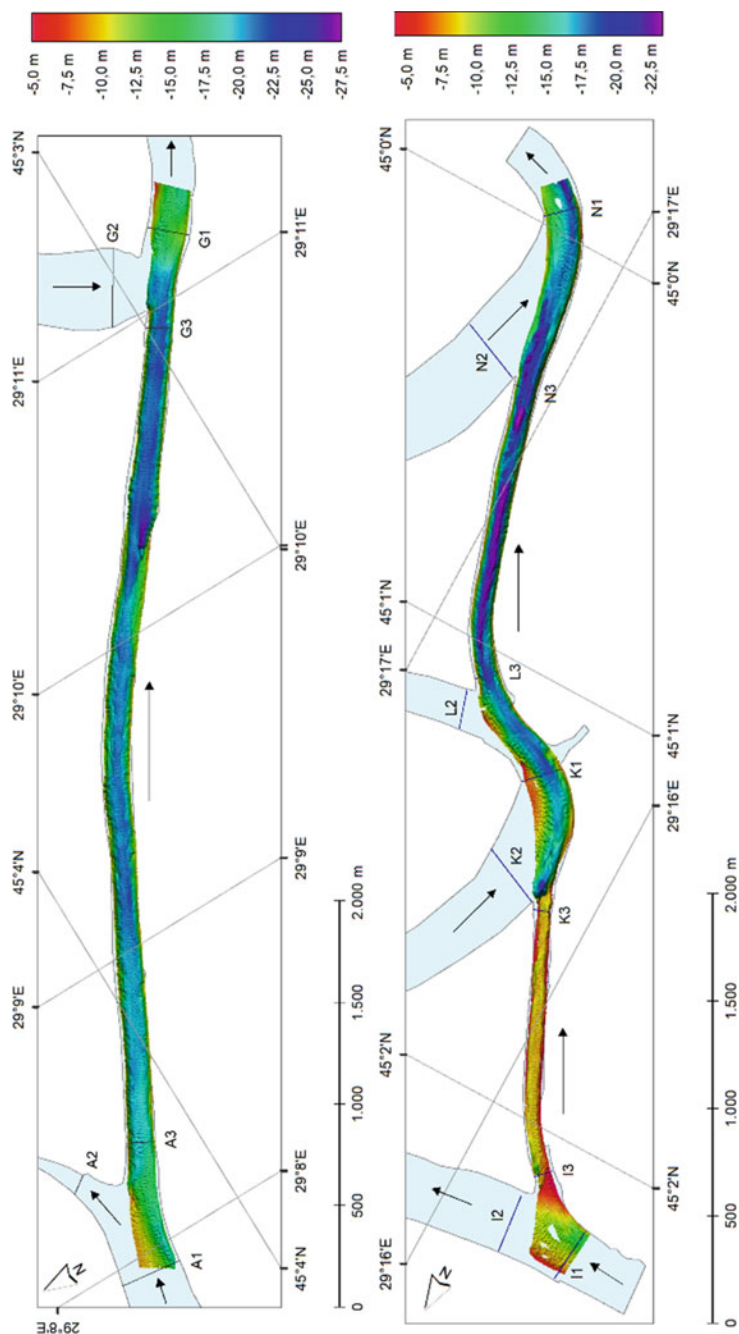 29°8'E
45°4'N
29°9'E
45°4'N
29°10'E
29°11'E
45°3'N
A2
G2
A1
A3
G3
G1
45°4'N
29°8'E
29°9'E
29°10'E
29°11'E
0
500
1.000
1.500
2.000 m
-5,0 m
-7,5 m
-10,0 m
-12,5 m
-15,0 m
-17,5 m
-20,0 m
-22,5 m
-25,0 m
-27,5 m
N
29°16'E
45°2'N
29°17'E
45°1'N
45°0'N
N
I2
K2
L2
N2
I1
I3
K3
K1
L3
N3
N1
45°2'N
29°16'E
45°1'N
45°0'N
29°17'E
0
500
1.000
1.500
2.000 m
-5,0 m
-7,5 m
-10,0 m
-12,5 m
-15,0 m
-17,5 m
-20,0 m
-22,5 m